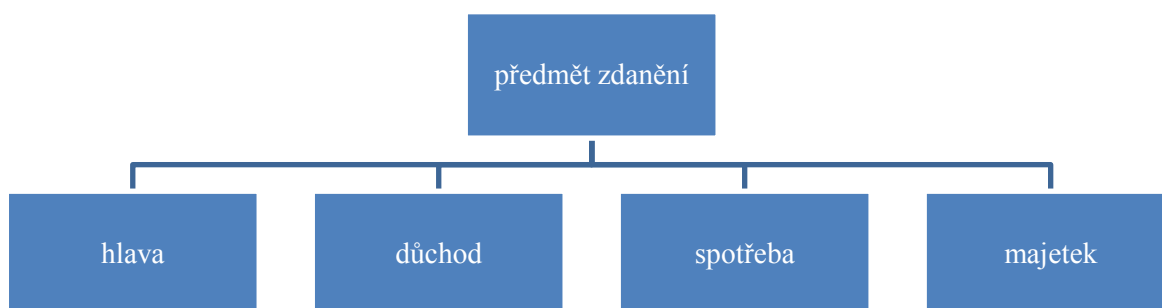 předmět zdanění
hlava
důchod
spotřeba
majetek